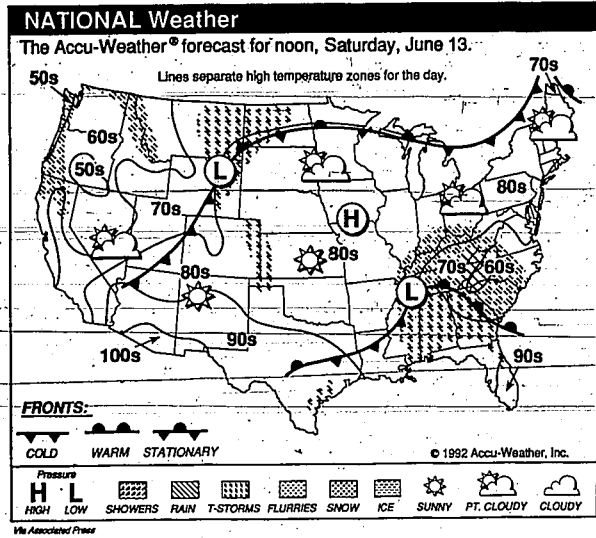 NATIONAL Weather
The Accu-Weather® forecast for noon, Saturday, June 13.
Lines separate high temperature zones for the day.
50s
70s
60s
50s
80s
70s
H
L
80s
80s
70s
60s
L
90s
100s
90s
FRONTS:
COLD WARM STATIONARY
© 1992 Accu-Weather, Inc.
Pressure
H L
HIGH LOW SHOWERS RAIN T-STORMS FLURRIES SNOW ICE SUNNY PT. CLOUDY CLOUDY
Via Associated Press